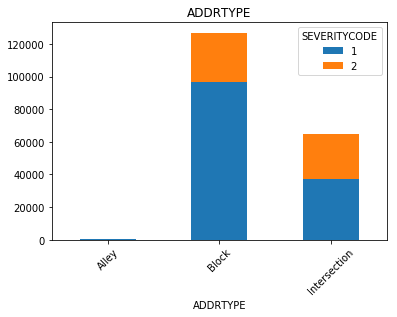 ADDRTYPE
SEVERITYCODE
1
2
120000
100000
80000
60000
40000
20000
0
Alley
Block
Intersection
ADDRTYPE